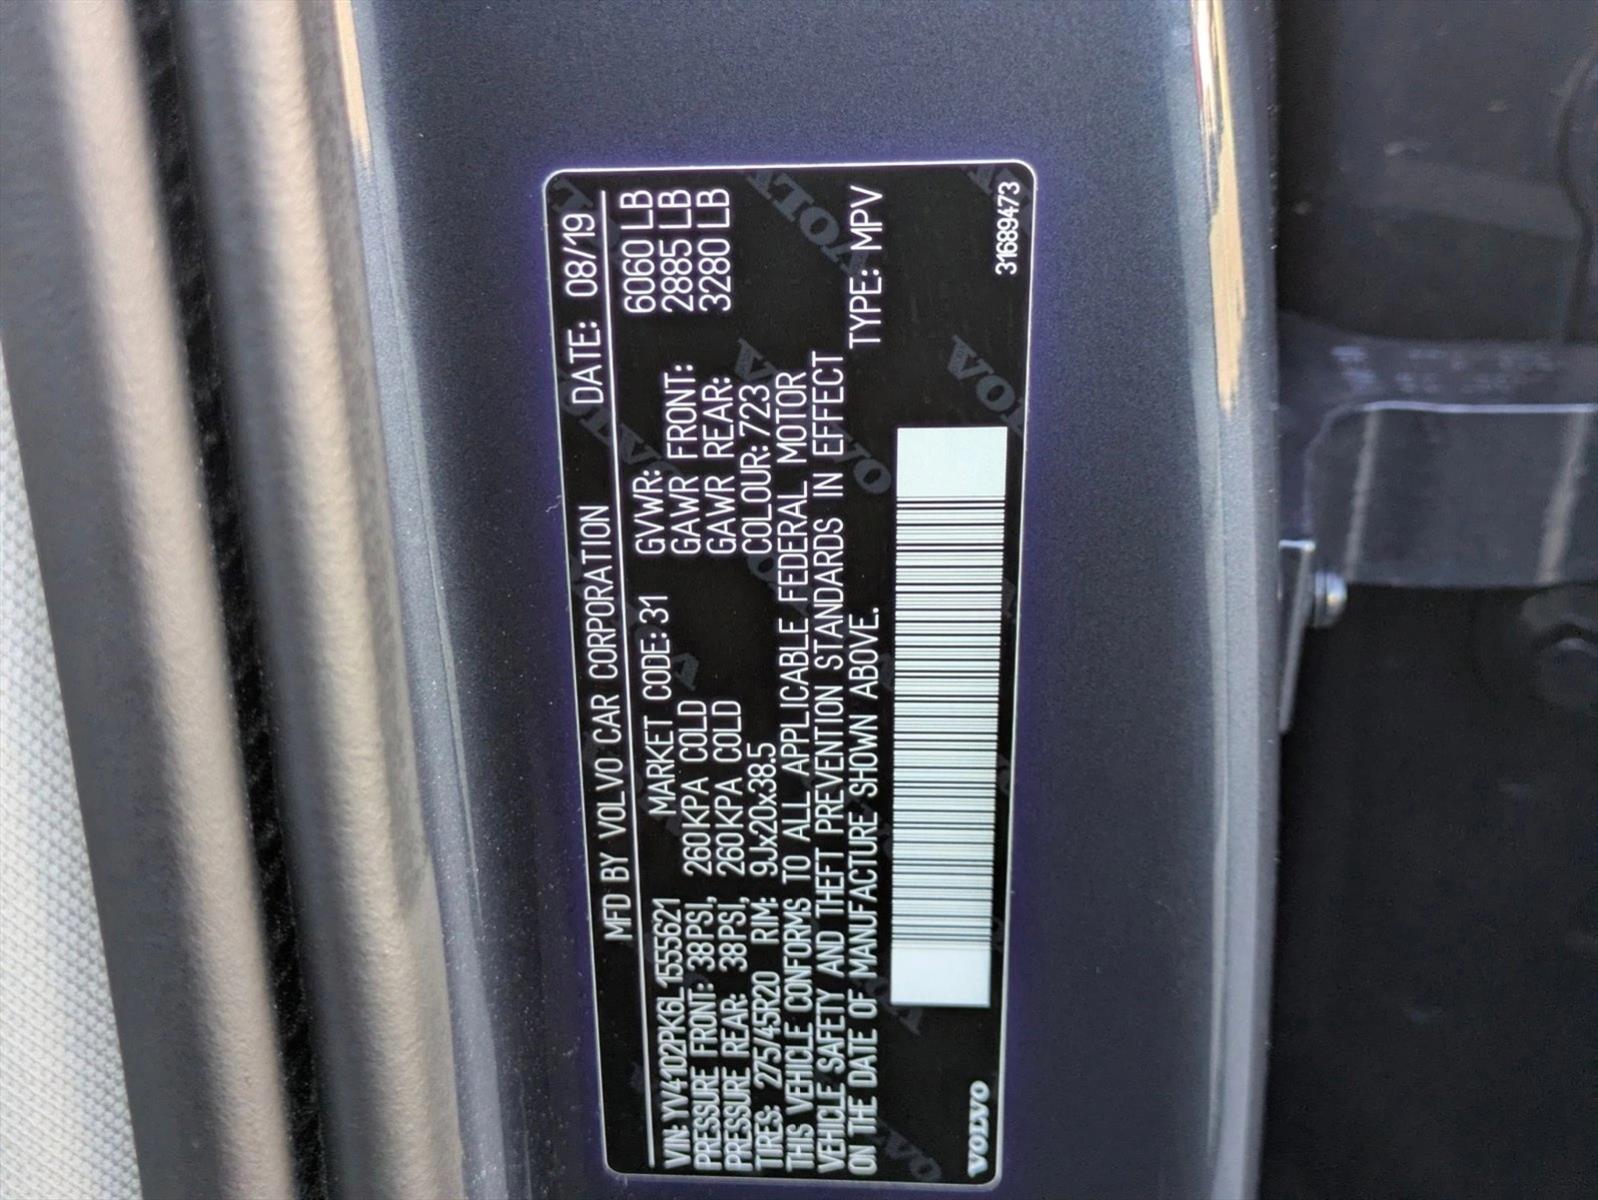 MFD BY VOLVO CAR CORPORATION DATE: 08/19
MARKET CODE: 31 GVWR: 6060 LB
VIN: YV4102PK6L1555621 GAWR FRONT: 2885 LB
PRESSURE FRONT: 38PSI, 260KPA COLD GAWR REAR: 3280 LB
PRESSURE REAR: 38PSI, 260KPA COLD COLOUR: 723
TIRES: 275/45R20 RIM: 9Jx20x38.5
THIS VEHICLE CONFORMS TO ALL APPLICABLE FEDERAL MOTOR
VEHICLE SAFETY AND THEFT PREVENTION STANDARDS IN EFFECT
ON THE DATE OF MANUFACTURE SHOWN ABOVE. TYPE: MPV
VOLVO 31689473